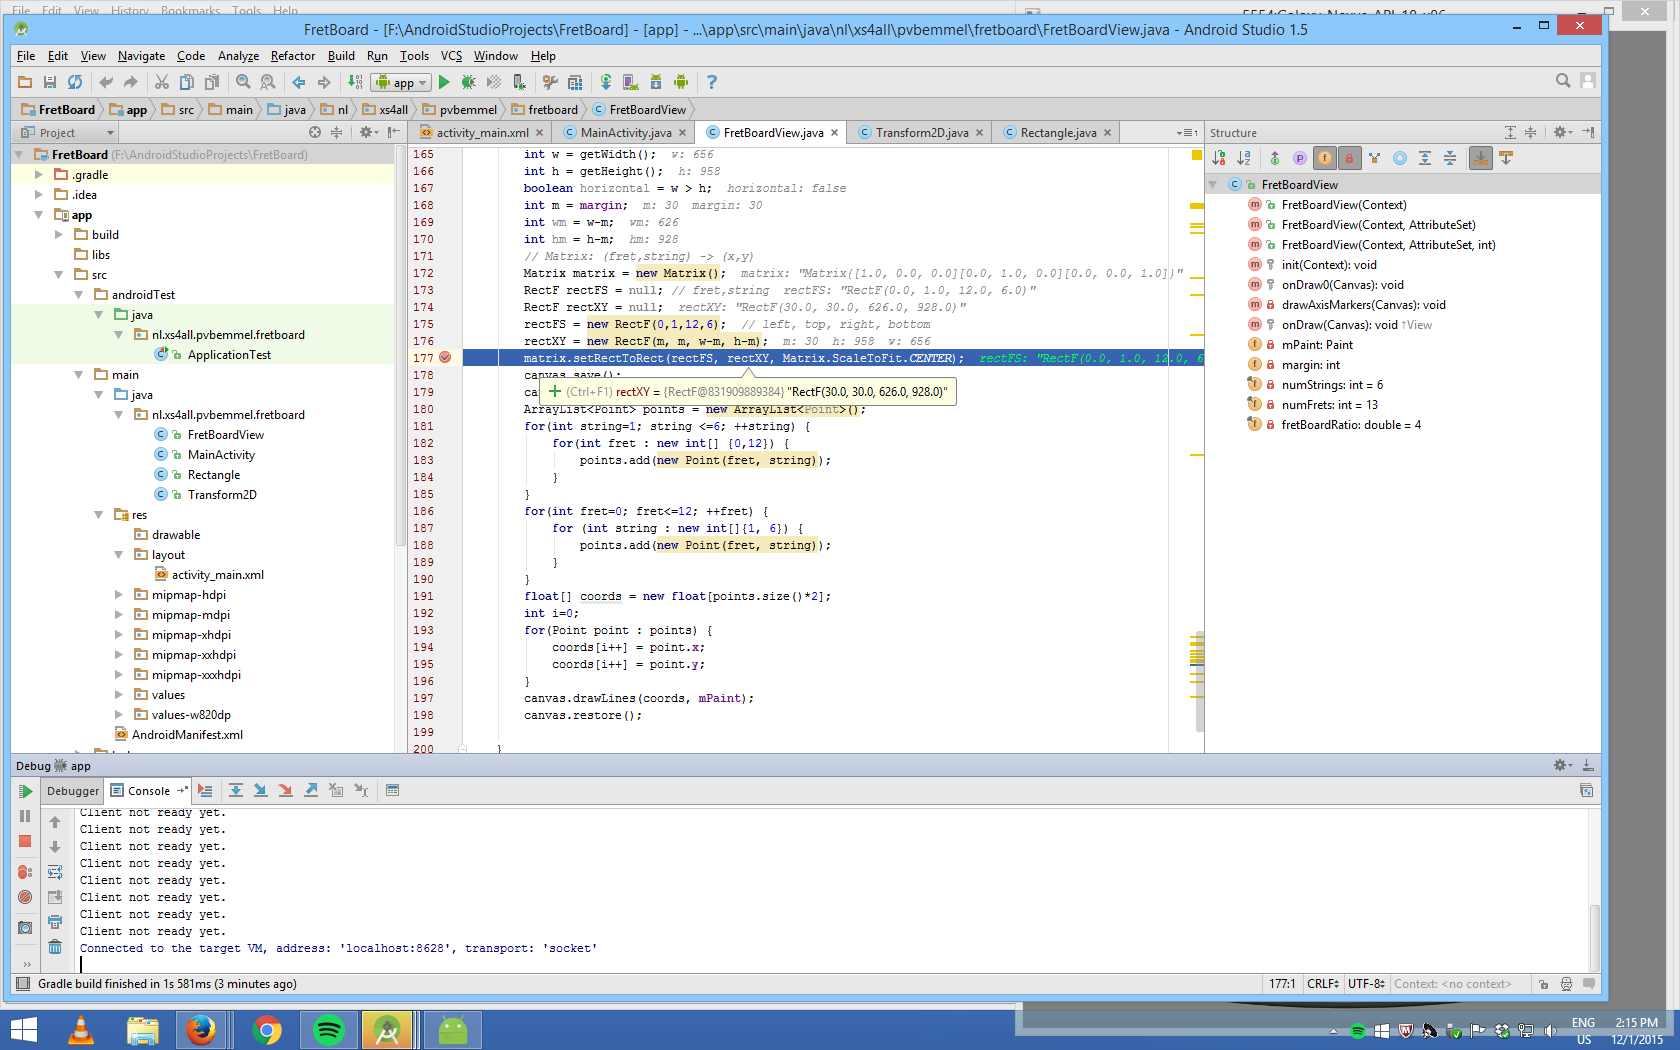 File Edit View History Bookmarks Tools Help
5554:Galaxy_Nexus_API_18_x86
FretBoard - [F:\AndroidStudioProjects\FretBoard] - [app] - ...\app\src\main\java\nl\xs4all\pvbemmel\fretboard\FretBoardView.java - Android Studio 1.5
File Edit View Navigate Code Analyze Refactor Build Run Tools VCS Window Help
app
FretBoard app src main java nl xs4all pvbemmel fretboard FretBoardView
Project
activity_main.xml MainActivity.java FretBoardView.java Transform2D.java Rectangle.java
Structure
FretBoard (F:\AndroidStudioProjects\FretBoard)
.gradle
.idea
app
build
libs
src
androidTest
java
nl.xs4all.pvbemmel.fretboard
ApplicationTest
main
java
nl.xs4all.pvbemmel.fretboard
FretBoardView
MainActivity
Rectangle
Transform2D
res
drawable
layout
activity_main.xml
mipmap-hdpi
mipmap-mdpi
mipmap-xhdpi
mipmap-xxhdpi
mipmap-xxxhdpi
values
values-w820dp
AndroidManifest.xml
165 int w = getWidth(); w: 656
166 int h = getHeight(); h: 958
167 boolean horizontal = w > h; horizontal: false
168 int m = margin; m: 30 margin: 30
169 int wm = w-m; wm: 626
170 int hm = h-m; hm: 928
171 // Matrix: (fret,string) -> (x,y)
172 Matrix matrix = new Matrix(); matrix: "Matrix{[1.0, 0.0, 0.0][0.0, 1.0, 0.0][0.0, 0.0, 1.0]}"
173 RectF rectFS = null; // fret,string rectFS: "RectF(0.0, 1.0, 12.0, 6.0)"
174 RectF rectXY = null; rectXY: "RectF(30.0, 30.0, 626.0, 928.0)"
175 rectFS = new RectF(0,1,12,6); // left, top, right, bottom
176 rectXY = new RectF(m, m, w-m, h-m); m: 30 h: 958 w: 656
177 matrix.setRectToRect(rectFS, rectXY, Matrix.ScaleToFit.CENTER); rectFS: "RectF(0.0, 1.0, 12.0, 6
178 canvas.save();
179 ca
(Ctrl+F1) rectXY = {RectF@831909889384} "RectF(30.0, 30.0, 626.0, 928.0)"
180 ArrayList<Point> points = new ArrayList<Point>();
181 for(int string=1; string <=6; ++string) {
182 for(int fret : new int[] {0,12}) {
183 points.add(new Point(fret, string));
184 }
185 }
186 for(int fret=0; fret<=12; ++fret) {
187 for (int string : new int[]{1, 6}) {
188 points.add(new Point(fret, string));
189 }
190 }
191 float[] coords = new float[points.size()*2];
192 int i=0;
193 for(Point point : points) {
194 coords[i++] = point.x;
195 coords[i++] = point.y;
196 }
197 canvas.drawLines(coords, mPaint);
198 canvas.restore();
199
200 }
FretBoardView
FretBoardView(Context)
FretBoardView(Context, AttributeSet)
FretBoardView(Context, AttributeSet, int)
init(Context): void
onDraw0(Canvas): void
drawAxisMarkers(Canvas): void
onDraw(Canvas): void ↑View
mPaint: Paint
margin: int
numStrings: int = 6
numFrets: int = 13
fretBoardRatio: double = 4
Debug app
Debugger Console
Client not ready yet.
Client not ready yet.
Client not ready yet.
Client not ready yet.
Client not ready yet.
Client not ready yet.
Client not ready yet.
Client not ready yet.
Connected to the target VM, address: 'localhost:8628', transport: 'socket'
Gradle build finished in 1s 581ms (3 minutes ago)
177:1 CRLF UTF-8 Context: <no context>
ENG 2:15 PM
US 12/1/2015